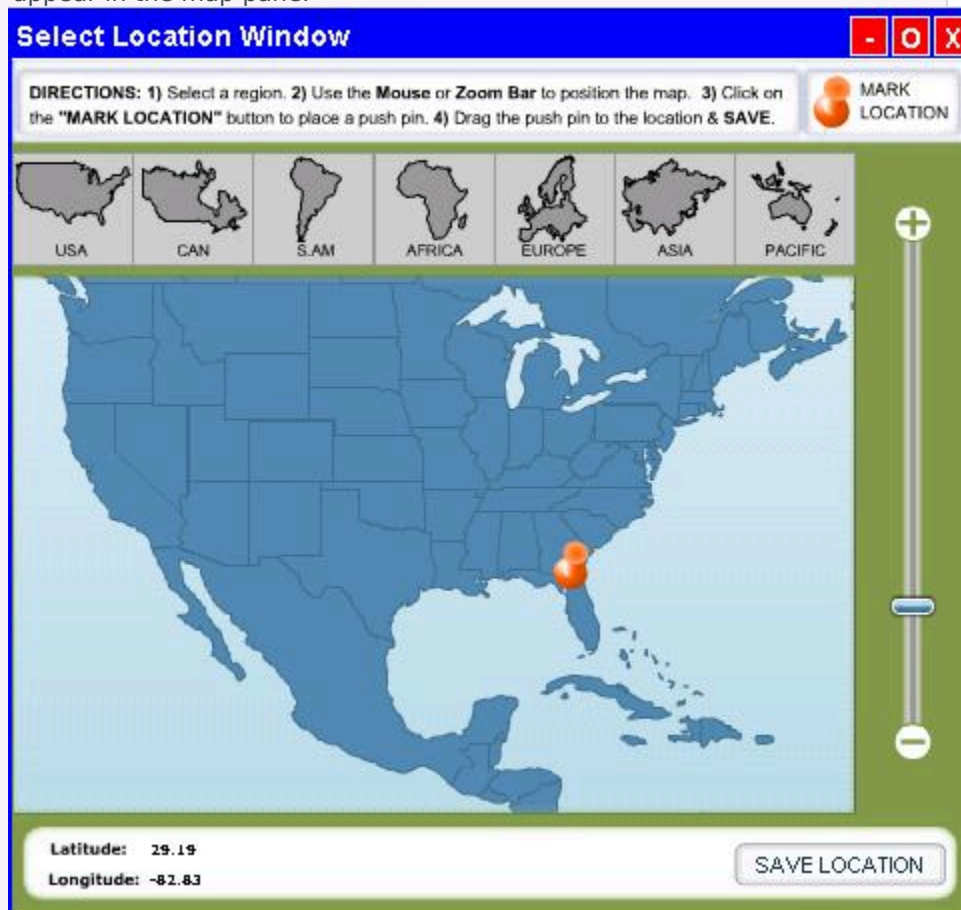 appear in the map panel
Select Location Window
- O X
DIRECTIONS: 1) Select a region. 2) Use the Mouse or Zoom Bar to position the map. 3) Click on
the "MARK LOCATION" button to place a push pin. 4) Drag the push pin to the location & SAVE.
MARK
LOCATION
USA CAN S.AM AFRICA EUROPE ASIA PACIFIC
Latitude: 29.19
Longitude: -82.83
SAVE LOCATION